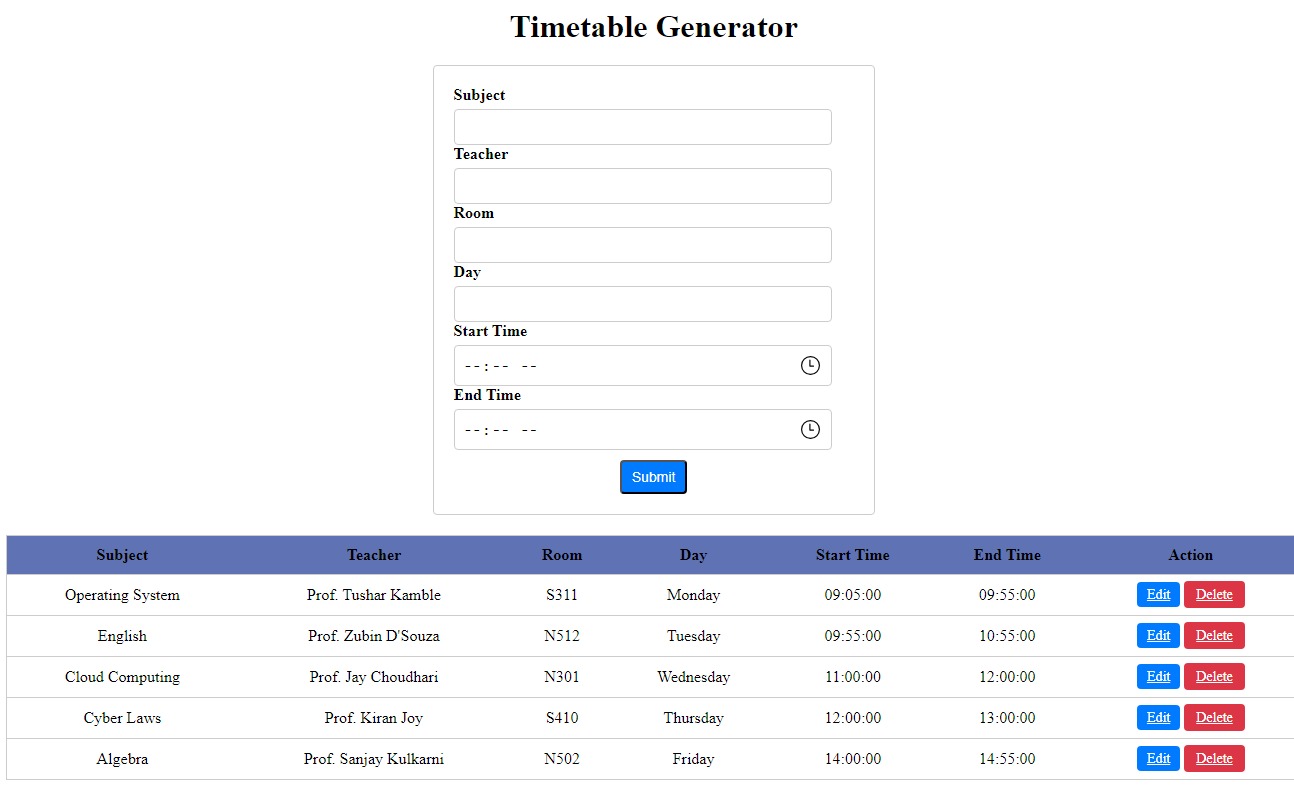 Timetable Generator
Subject
Teacher
Room
Day
Start Time
--:-- --
End Time
--:-- --
Submit
Subject Teacher Room Day Start Time End Time Action
Operating System Prof. Tushar Kamble S311 Monday 09:05:00 09:55:00 Edit Delete
English Prof. Zubin D'Souza N512 Tuesday 09:55:00 10:55:00 Edit Delete
Cloud Computing Prof. Jay Choudhari N301 Wednesday 11:00:00 12:00:00 Edit Delete
Cyber Laws Prof. Kiran Joy S410 Thursday 12:00:00 13:00:00 Edit Delete
Algebra Prof. Sanjay Kulkarni N502 Friday 14:00:00 14:55:00 Edit Delete